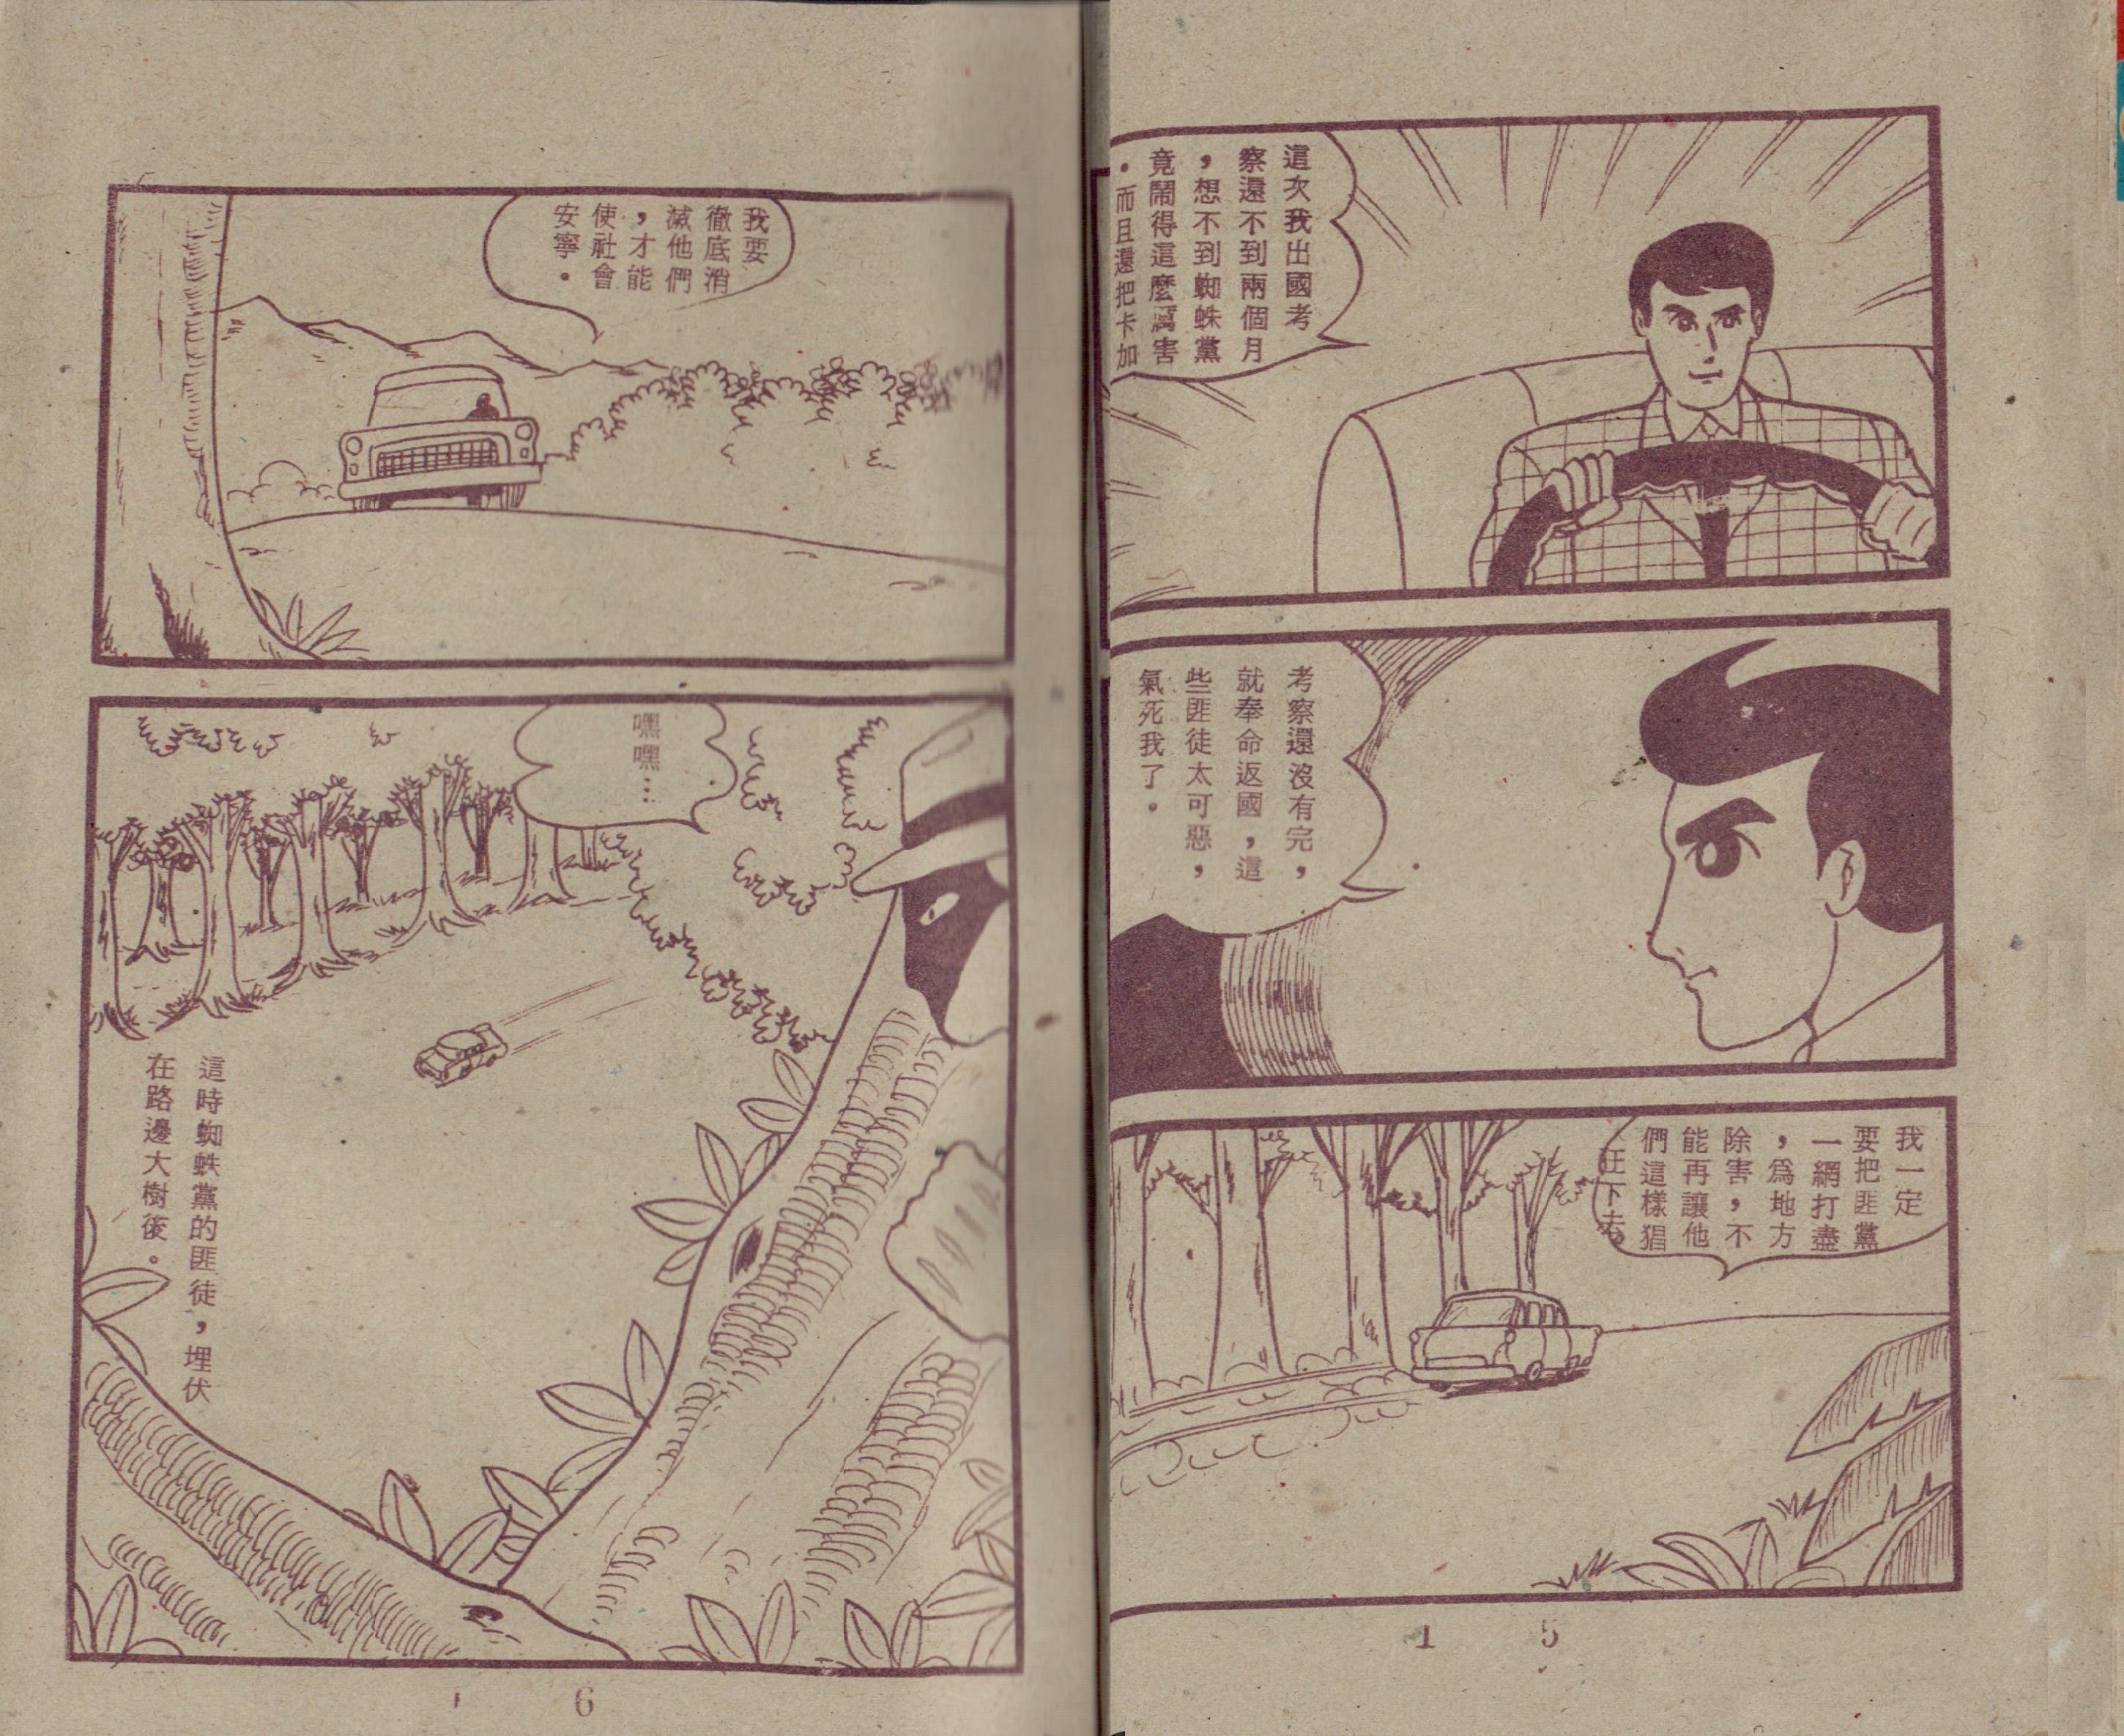 這次我出國考
察還不到兩個月
，想不到蜘蛛黨
竟鬧得這麼厲害
．而且還把卡加
考察還沒有完，
就奉命返國，這
些匪徒太可惡，
氣死我了。
我一定
要把匪黨
一網打盡
，爲地方
除害，不
能再讓他
們這樣猖
狂下去。
15
我要
徹底消
滅他們
，才能
使社會
安寧。
嘿嘿…
這時蜘蛛黨的匪徒，埋伏
在路邊大樹後。
16